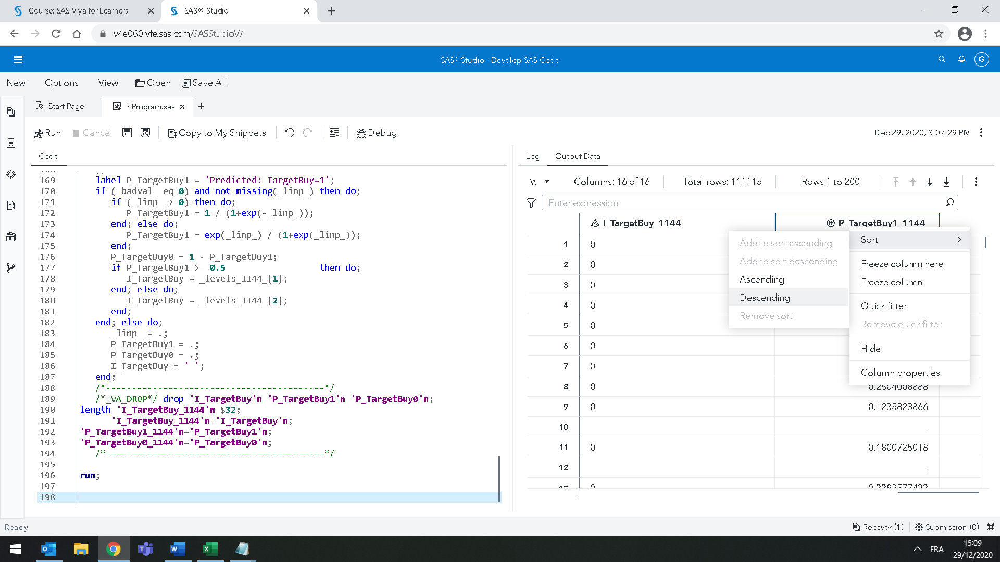 Course: SAS Viya for Learners
SAS® Studio
v4e060.vfe.sas.com/SASStudioV/
SAS® Studio - Develop SAS Code
G
New Options View Open Save All
Start Page
* Program.sas
Run Cancel Copy to My Snippets Debug
Dec 29, 2020, 3:07:29 PM
Code
169 label P_TargetBuy1 = 'Predicted: TargetBuy=1';
170 if (_badval_ eq 0) and not missing(_linp_) then do;
171 if (_linp_ > 0) then do;
172 P_TargetBuy1 = 1 / (1+exp(-_linp_));
173 end; else do;
174 P_TargetBuy1 = exp(_linp_) / (1+exp(_linp_));
175 end;
176 P_TargetBuy0 = 1 - P_TargetBuy1;
177 if P_TargetBuy1 >= 0.5 then do;
178 I_TargetBuy = _levels_1144_{1};
179 end; else do;
180 I_TargetBuy = _levels_1144_{2};
181 end;
182 end; else do;
183 _linp_ = .;
184 P_TargetBuy1 = .;
185 P_TargetBuy0 = .;
186 I_TargetBuy = ' ';
187 end;
188 /*------------------------------------------*/
189 /*_VA_DROP*/ drop 'I_TargetBuy'n 'P_TargetBuy1'n 'P_TargetBuy0'n;
190 length 'I_TargetBuy_1144'n $32;
191 'I_TargetBuy_1144'n='I_TargetBuy'n;
192 'P_TargetBuy1_1144'n='P_TargetBuy1'n;
193 'P_TargetBuy0_1144'n='P_TargetBuy0'n;
194 /*------------------------------------------*/
195
196 run;
197
198
Log Output Data
W Columns: 16 of 16 Total rows: 111115 Rows 1 to 200
Enter expression
I_TargetBuy_1144 P_TargetBuy1_1144
1 0
2 0
3 0
4 0
5 0
6 0
7 0
8 0 0.2504008888
9 0 0.1235823866
10 .
11 0 0.1800725018
12 .
13 0 0.3382577433
Add to sort ascending
Add to sort descending
Ascending
Descending
Remove sort
Sort
Freeze column here
Freeze column
Quick filter
Remove quick filter
Hide
Column properties
Ready
Recover (1) Submission (0)
FRA
15:09
29/12/2020